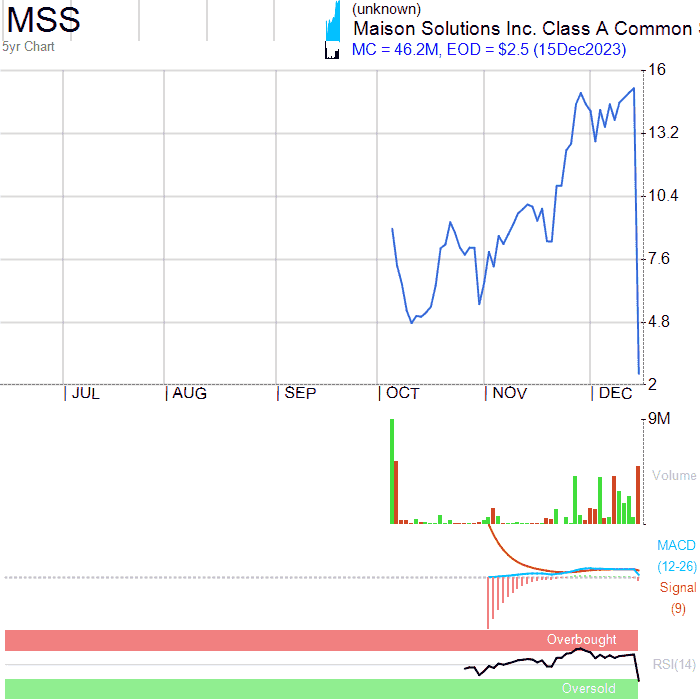 MSS
5yr Chart
(unknown)
Maison Solutions Inc. Class A Common S
MC = 46.2M, EOD = $2.5 (15Dec2023)
16
13.2
10.4
7.6
4.8
2
JUL AUG SEP OCT NOV DEC
9M
Volume
MACD
(12-26)
Signal
(9)
Overbought
RSI(14)
Oversold